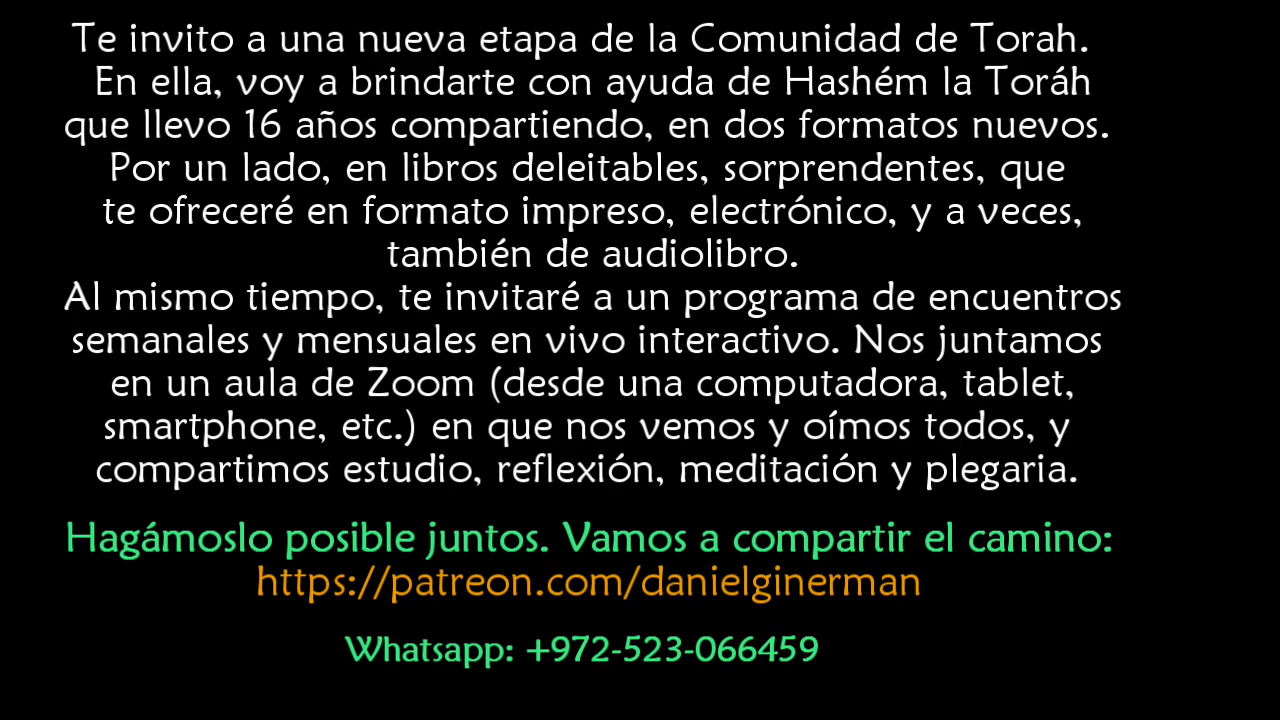 Te invito a una nueva etapa de la Comunidad de Torah.
En ella, voy a brindarte con ayuda de Hashém la Toráh
que llevo 16 años compartiendo, en dos formatos nuevos.
Por un lado, en libros deleitables, sorprendentes, que
te ofreceré en formato impreso, electrónico, y a veces,
también de audiolibro.
Al mismo tiempo, te invitaré a un programa de encuentros
semanales y mensuales en vivo interactivo. Nos juntamos
en un aula de Zoom (desde una computadora, tablet,
smartphone, etc.) en que nos vemos y oímos todos, y
compartimos estudio, reflexión, meditación y plegaria.
Hagámoslo posible juntos. Vamos a compartir el camino:
https://patreon.com/danielginerman
Whatsapp: +972-523-066459